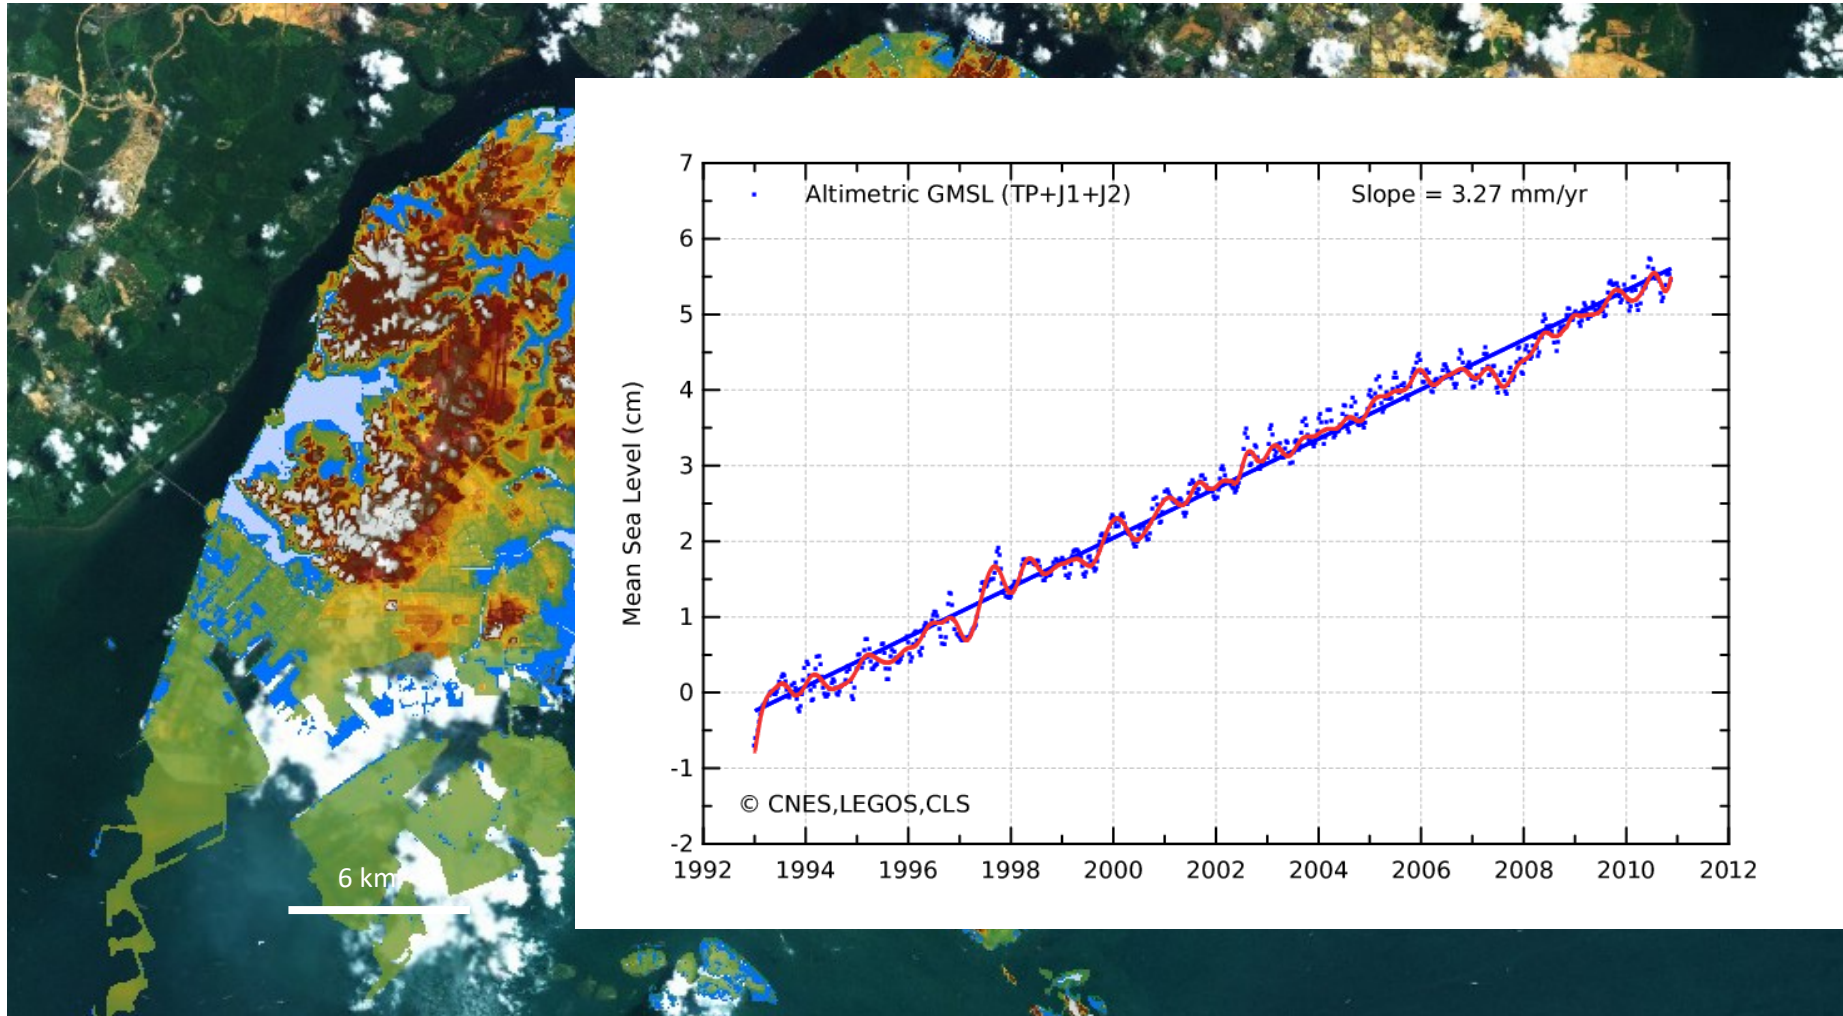 7
Altimetric GMSL (TP+J1+J2)
Slope = 3.27 mm/yr
6
5
4
3
2
1
0
-1
-2
Mean Sea Level (cm)
© CNES,LEGOS,CLS
1992 1994 1996 1998 2000 2002 2004 2006 2008 2010 2012
6 km